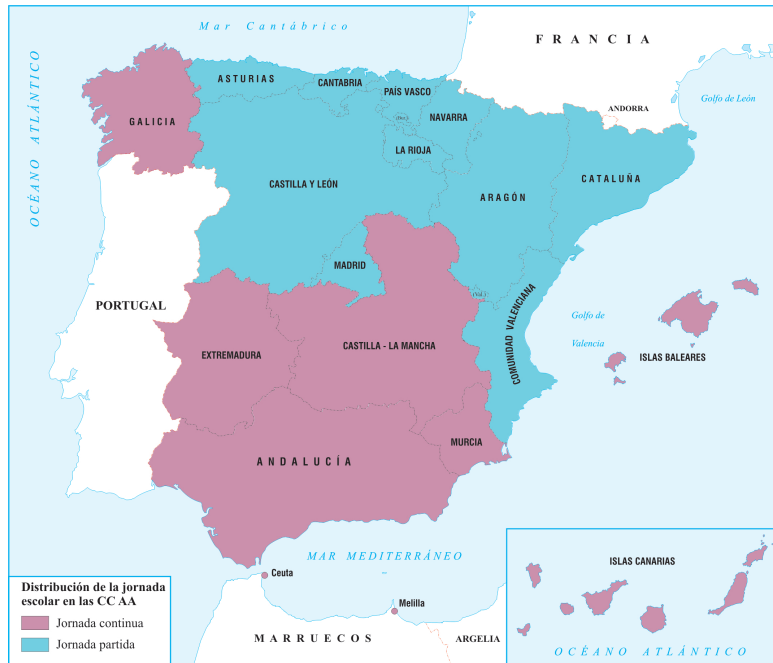 Mar Cantábrico
FRANCIA
OCÉANO ATLÁNTICO
ASTURIAS
CANTABRIA
PAÍS VASCO
GALICIA
NAVARRA
ANDORRA
Golfo de León
LA RIOJA
CASTILLA Y LEÓN
ARAGÓN
CATALUÑA
MADRID
PORTUGAL
(Val.)
COMUNIDAD VALENCIANA
Golfo de
Valencia
EXTREMADURA
CASTILLA - LA MANCHA
ISLAS BALEARES
MURCIA
ANDALUCÍA
MAR MEDITERRÁNEO
Ceuta
Melilla
MARRUECOS
ARGELIA
ISLAS CANARIAS
OCÉANO ATLÁNTICO
Distribución de la jornada
escolar en las CC AA
Jornada continua
Jornada partida